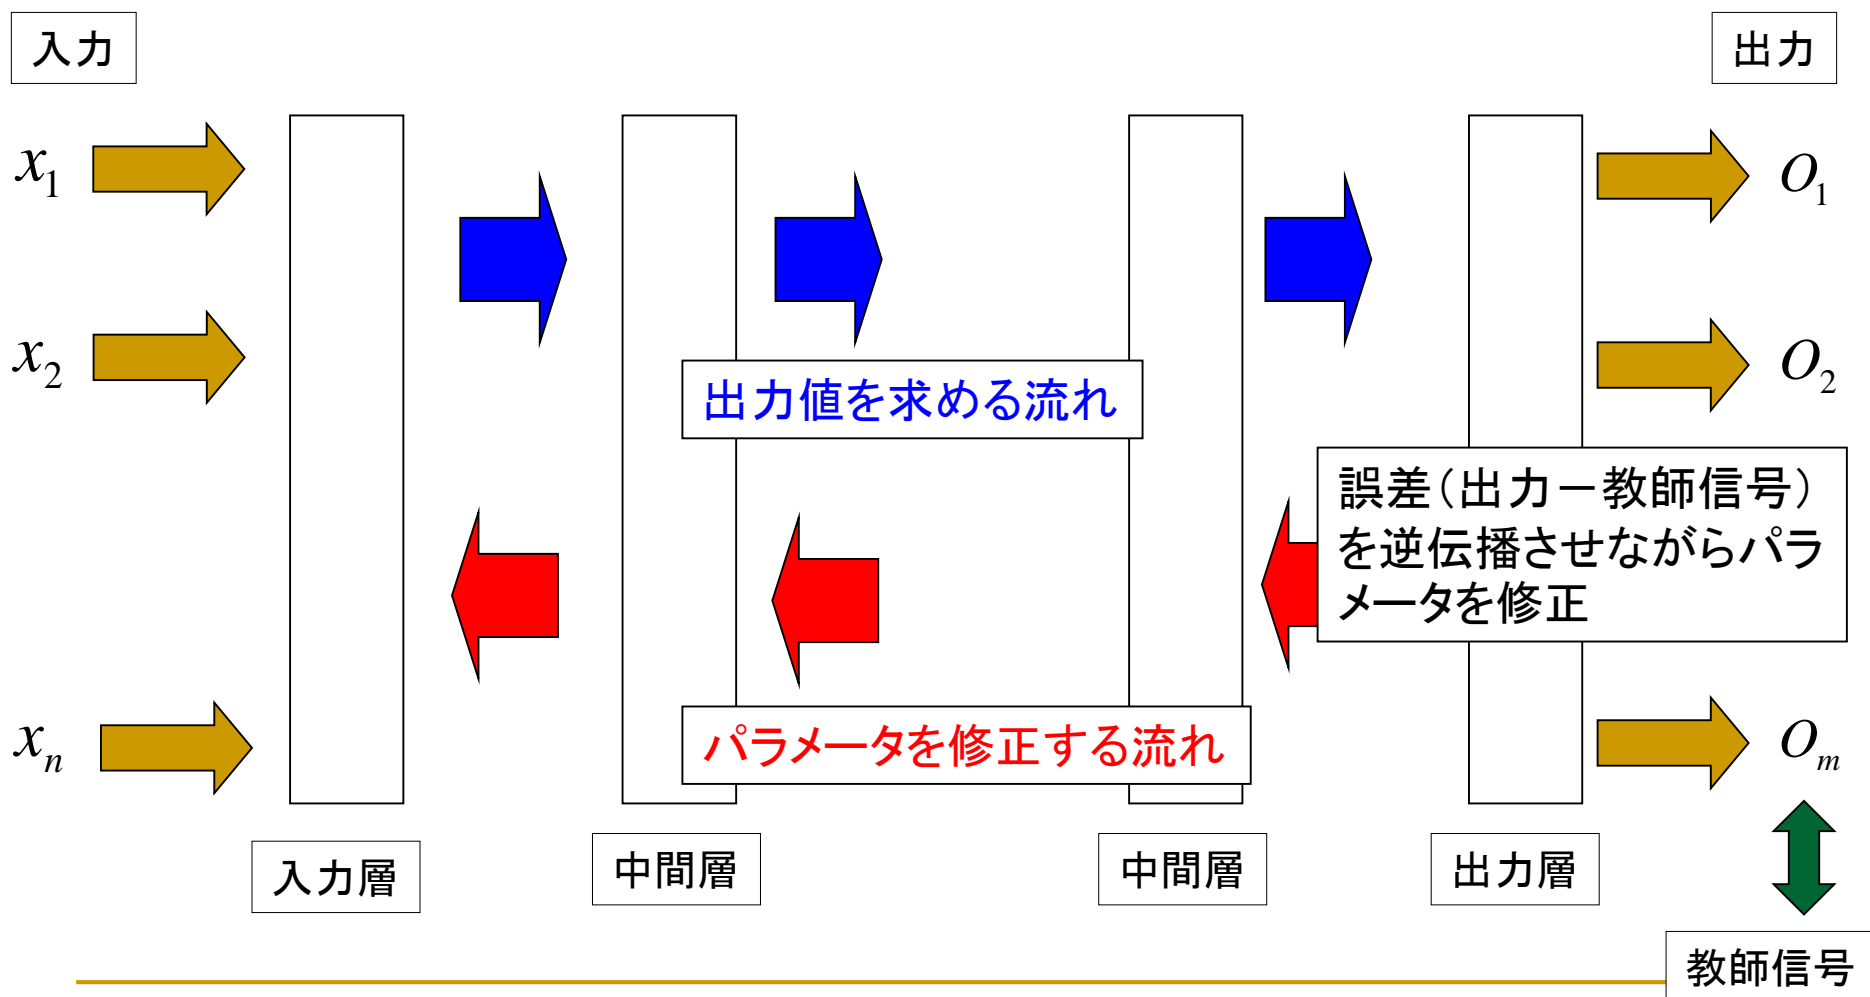 入力
出力
x1
O1
x2
O2
出力値を求める流れ
誤差(出力－教師信号)
を逆伝播させながらパラ
メータを修正
xn
パラメータを修正する流れ
Om
入力層
中間層
中間層
出力層
教師信号